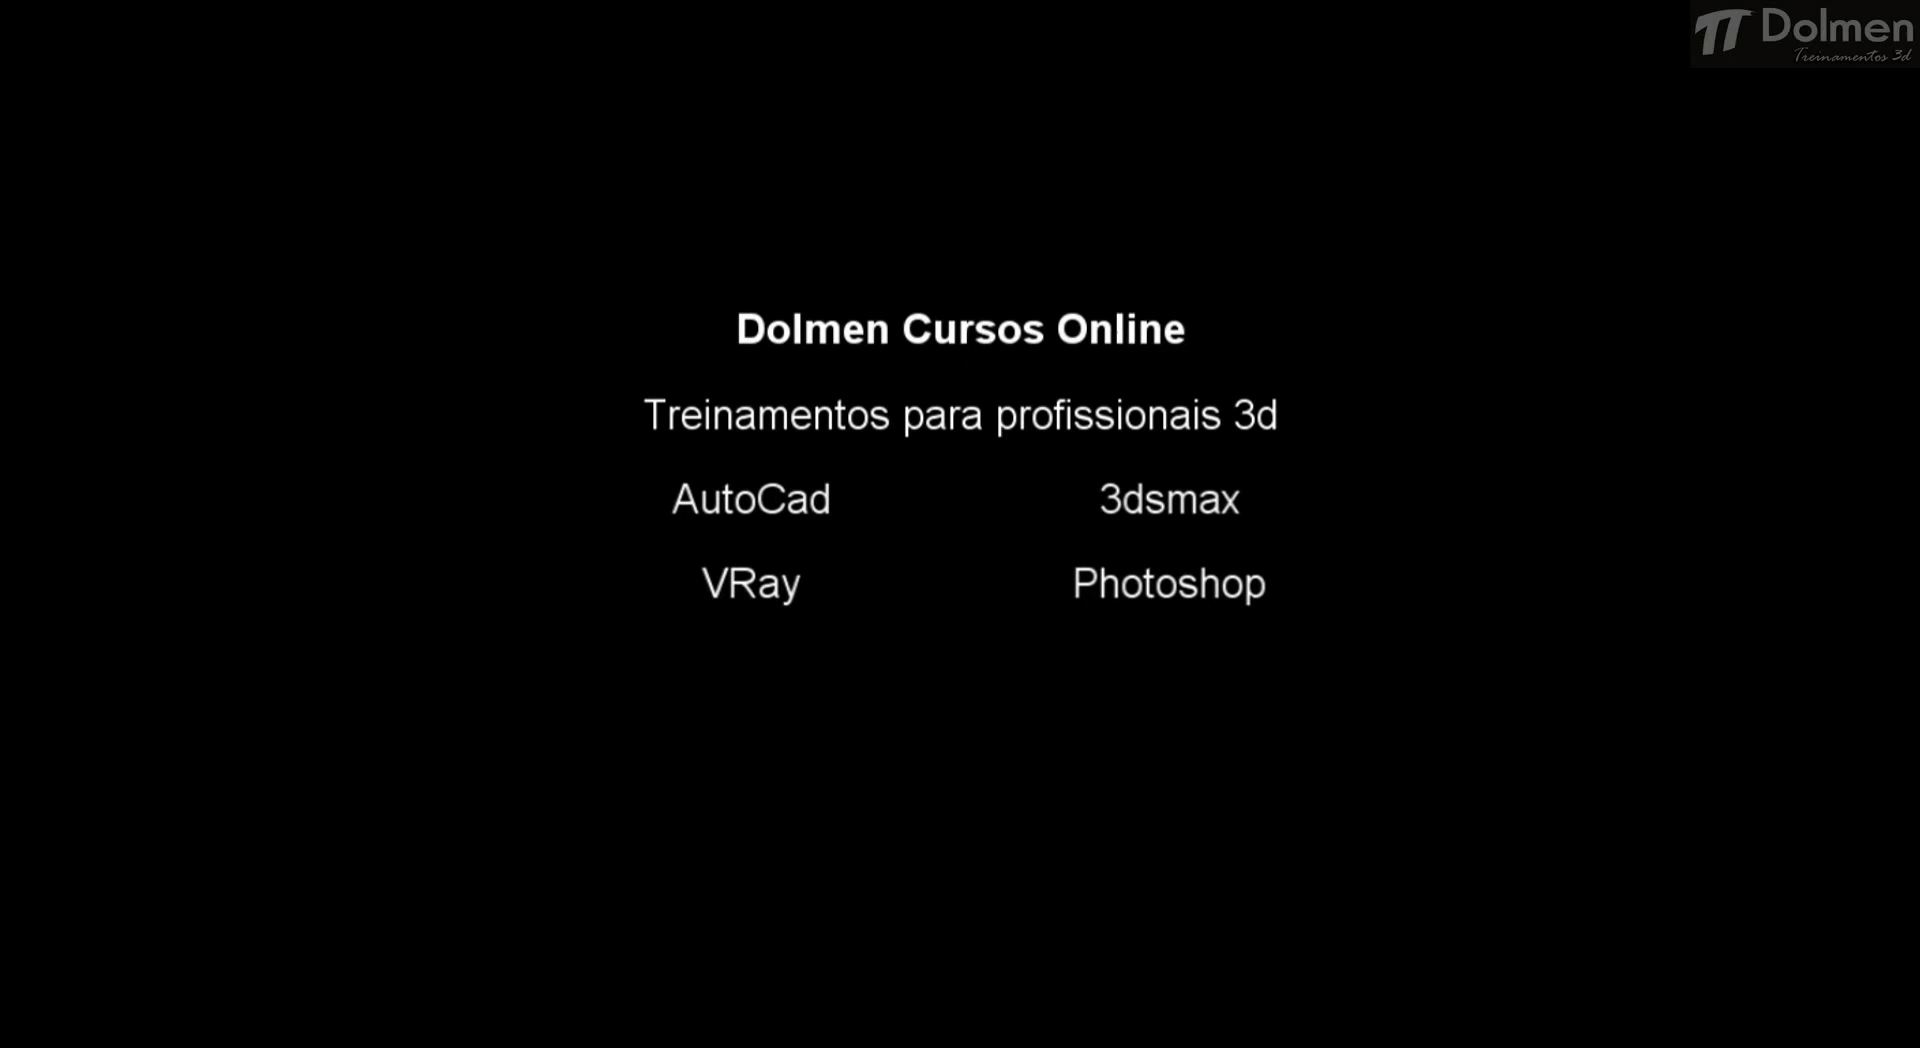 Dolmen
Treinamentos 3d
Dolmen Cursos Online
Treinamentos para profissionais 3d
AutoCad 3dsmax
VRay Photoshop